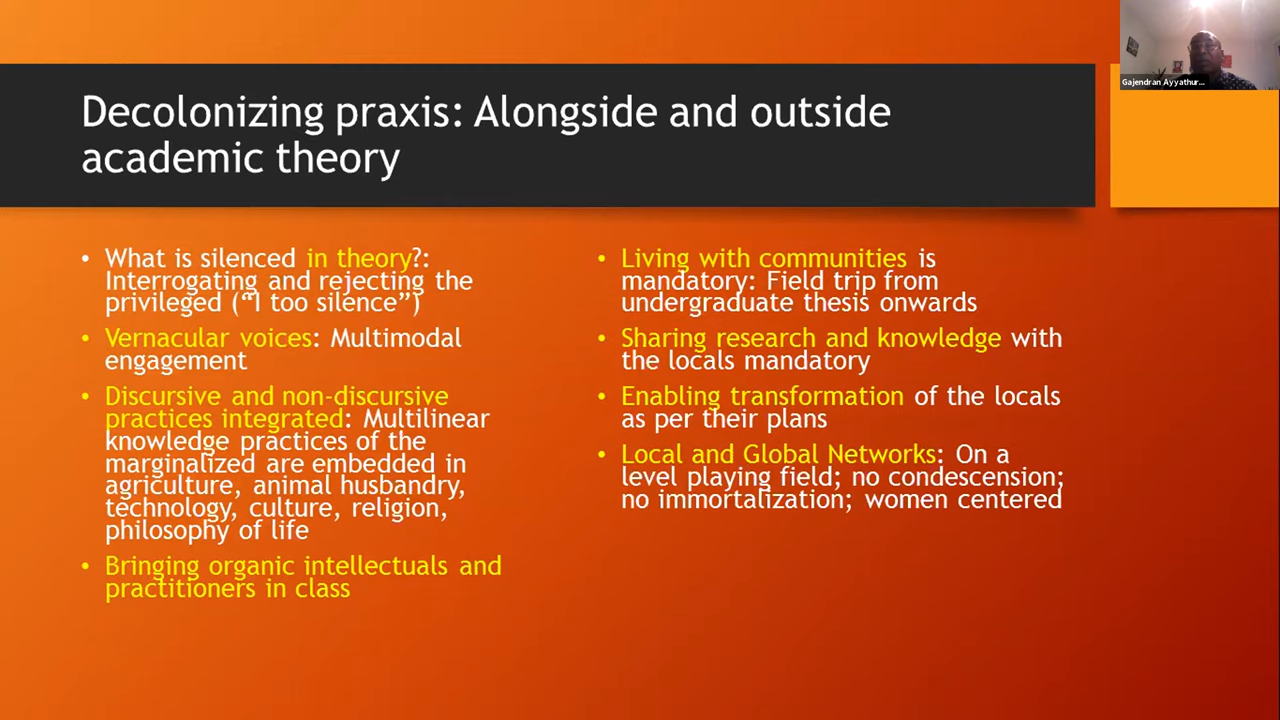 Gajendran Ayyathur...
Decolonizing praxis: Alongside and outside
academic theory
• What is silenced in theory?:
Interrogating and rejecting the
privileged (“I too silence”)
• Vernacular voices: Multimodal
engagement
• Discursive and non-discursive
practices integrated: Multilinear
knowledge practices of the
marginalized are embedded in
agriculture, animal husbandry,
technology, culture, religion,
philosophy of life
• Bringing organic intellectuals and
practitioners in class
• Living with communities is
mandatory: Field trip from
undergraduate thesis onwards
• Sharing research and knowledge with
the locals mandatory
• Enabling transformation of the locals
as per their plans
• Local and Global Networks: On a
level playing field; no condescension;
no immortalization; women centered